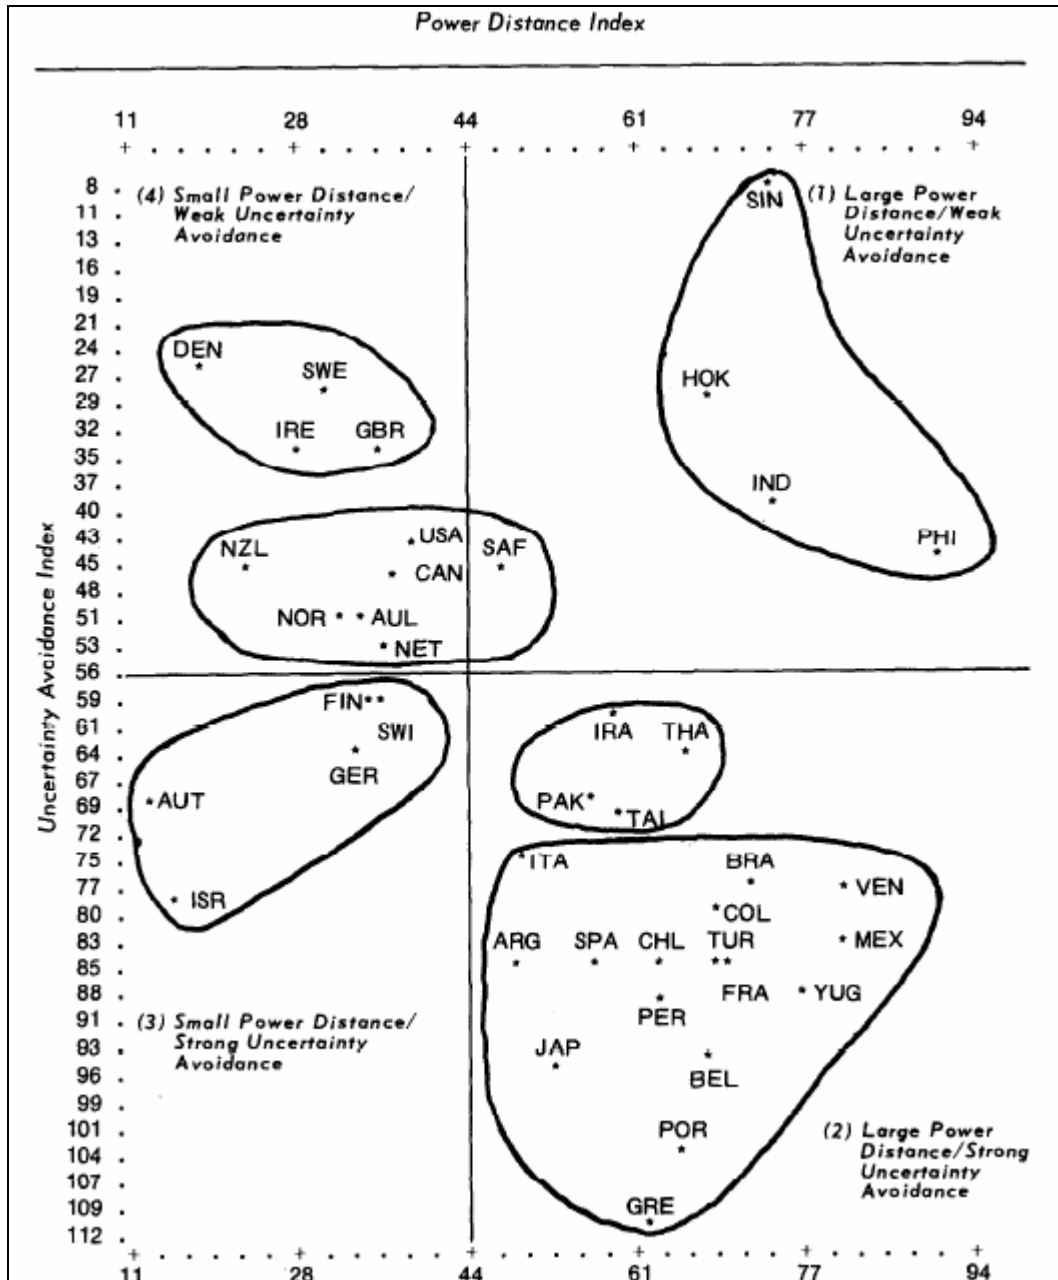 Power Distance Index
11 28 44 61 77 94
(4) Small Power Distance/
Weak Uncertainty
Avoidance
(1) Large Power
Distance/Weak
Uncertainty
Avoidance
Uncertainty Avoidance Index
8
11
13
16
19
21
24
27
29
32
35
37
40
43
45
48
51
53
56
59
61
64
67
69
72
75
77
80
83
85
88
91
93
96
99
101
104
107
109
112
SIN
DEN
SWE
HOK
IRE GBR
IND
USA
NZL SAF PHI
CAN
NOR AUL
NET
FIN
SWI
IRA THA
GER
AUT
PAK
TAI
ITA BRA
VEN
ISR
COL
ARG SPA CHL TUR MEX
FRA YUG
PER
(3) Small Power Distance/
Strong Uncertainty
Avoidance
JAP
BEL
POR
(2) Large Power
Distance/Strong
Uncertainty
Avoidance
GRE
11 28 44 61 77 94